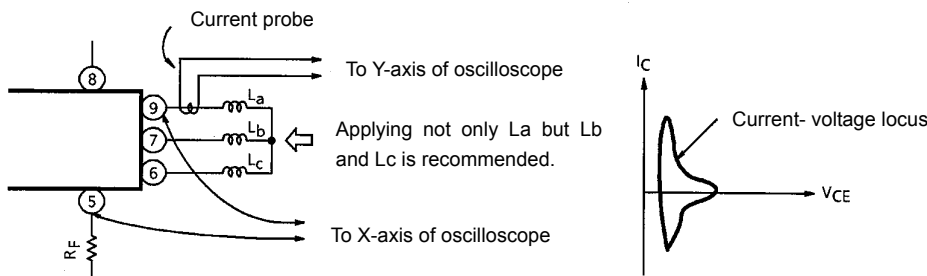 Current probe
To Y-axis of oscilloscope
8
9
La
7
Lb
6
Lc
Applying not only La but Lb
and Lc is recommended.
5
RF
To X-axis of oscilloscope
IC
Current- voltage locus
VCE